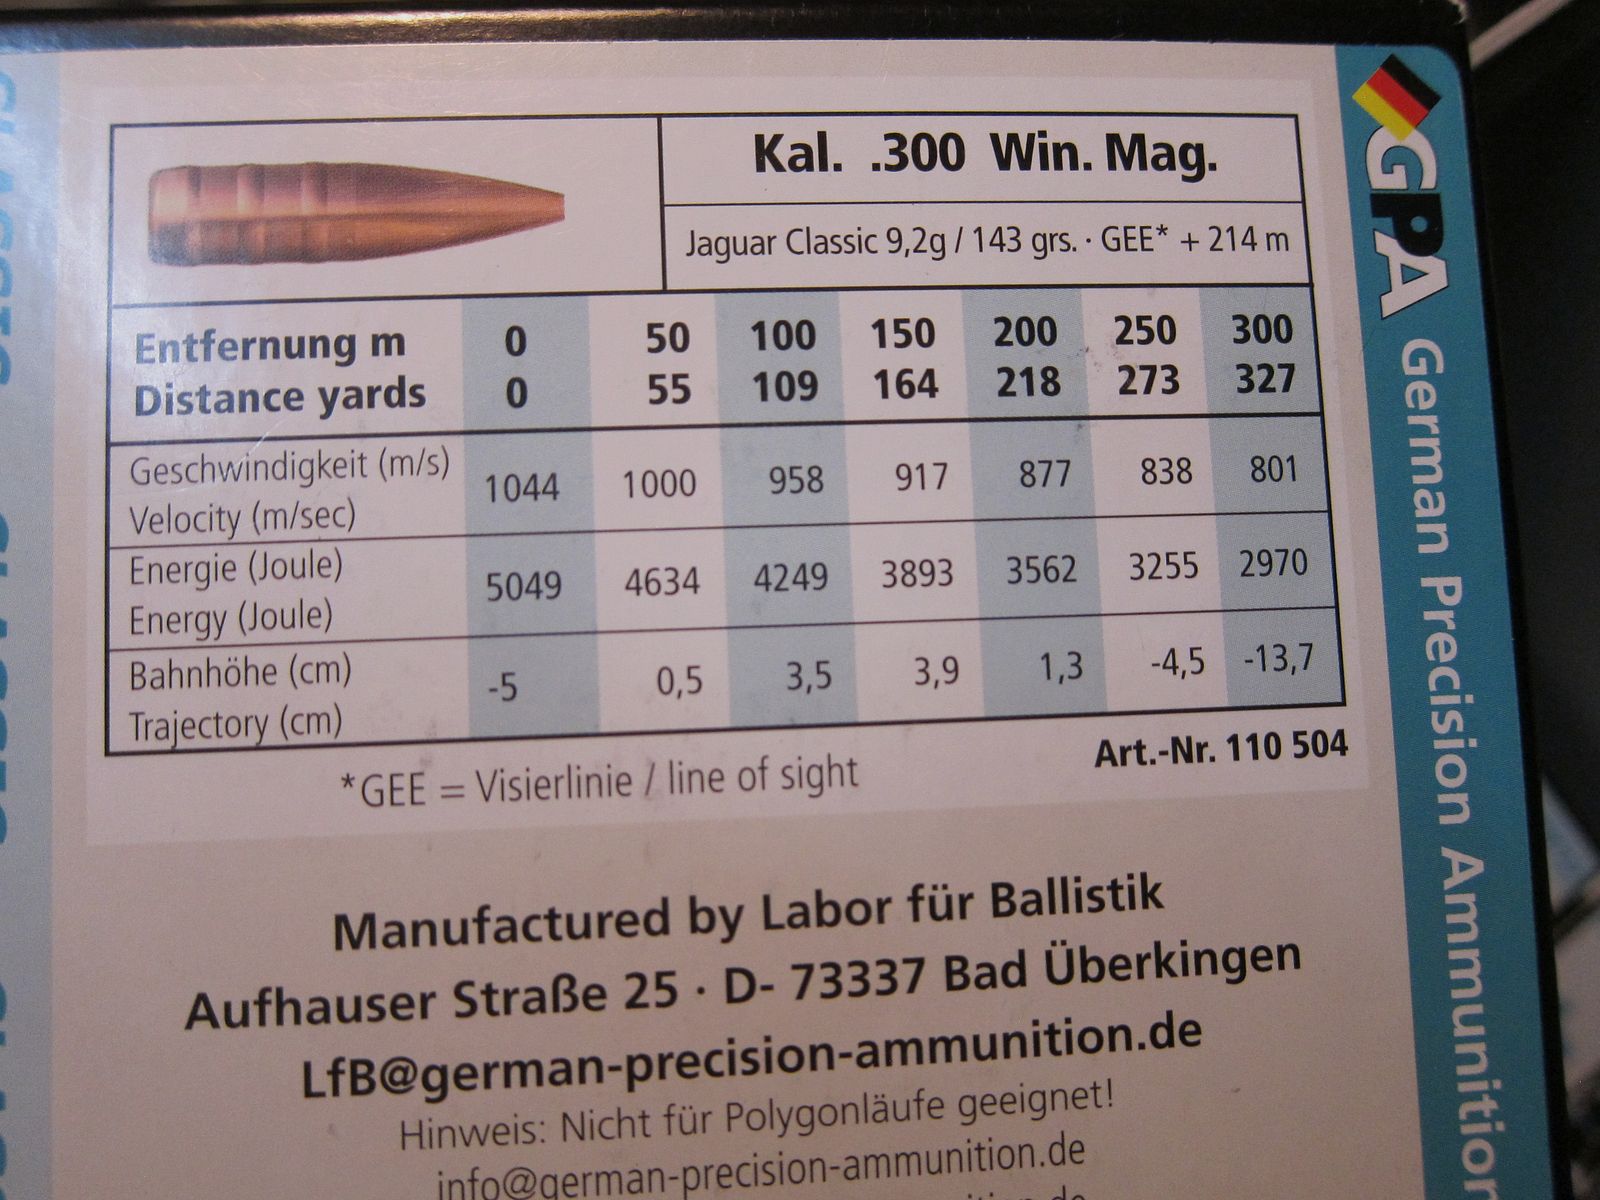 Kal. .300 Win. Mag.
Jaguar Classic 9,2g / 143 grs. · GEE* + 214 m
Entfernung m 0 50 100 150 200 250 300
Distance yards 0 55 109 164 218 273 327
Geschwindigkeit (m/s)
Velocity (m/sec)
1044 1000 958 917 877 838 801
Energie (Joule)
Energy (Joule)
5049 4634 4249 3893 3562 3255 2970
Bahnhöhe (cm)
Trajectory (cm)
-5 0,5 3,5 3,9 1,3 -4,5 -13,7
*GEE = Visierlinie / line of sight
Art.-Nr. 110 504
Manufactured by Labor für Ballistik
Aufhauser Straße 25 · D- 73337 Bad Überkingen
LfB@german-precision-ammunition.de
Hinweis: Nicht für Polygonläufe geeignet!
info@german-precision-ammunition.de
GPA German Precision Ammunition